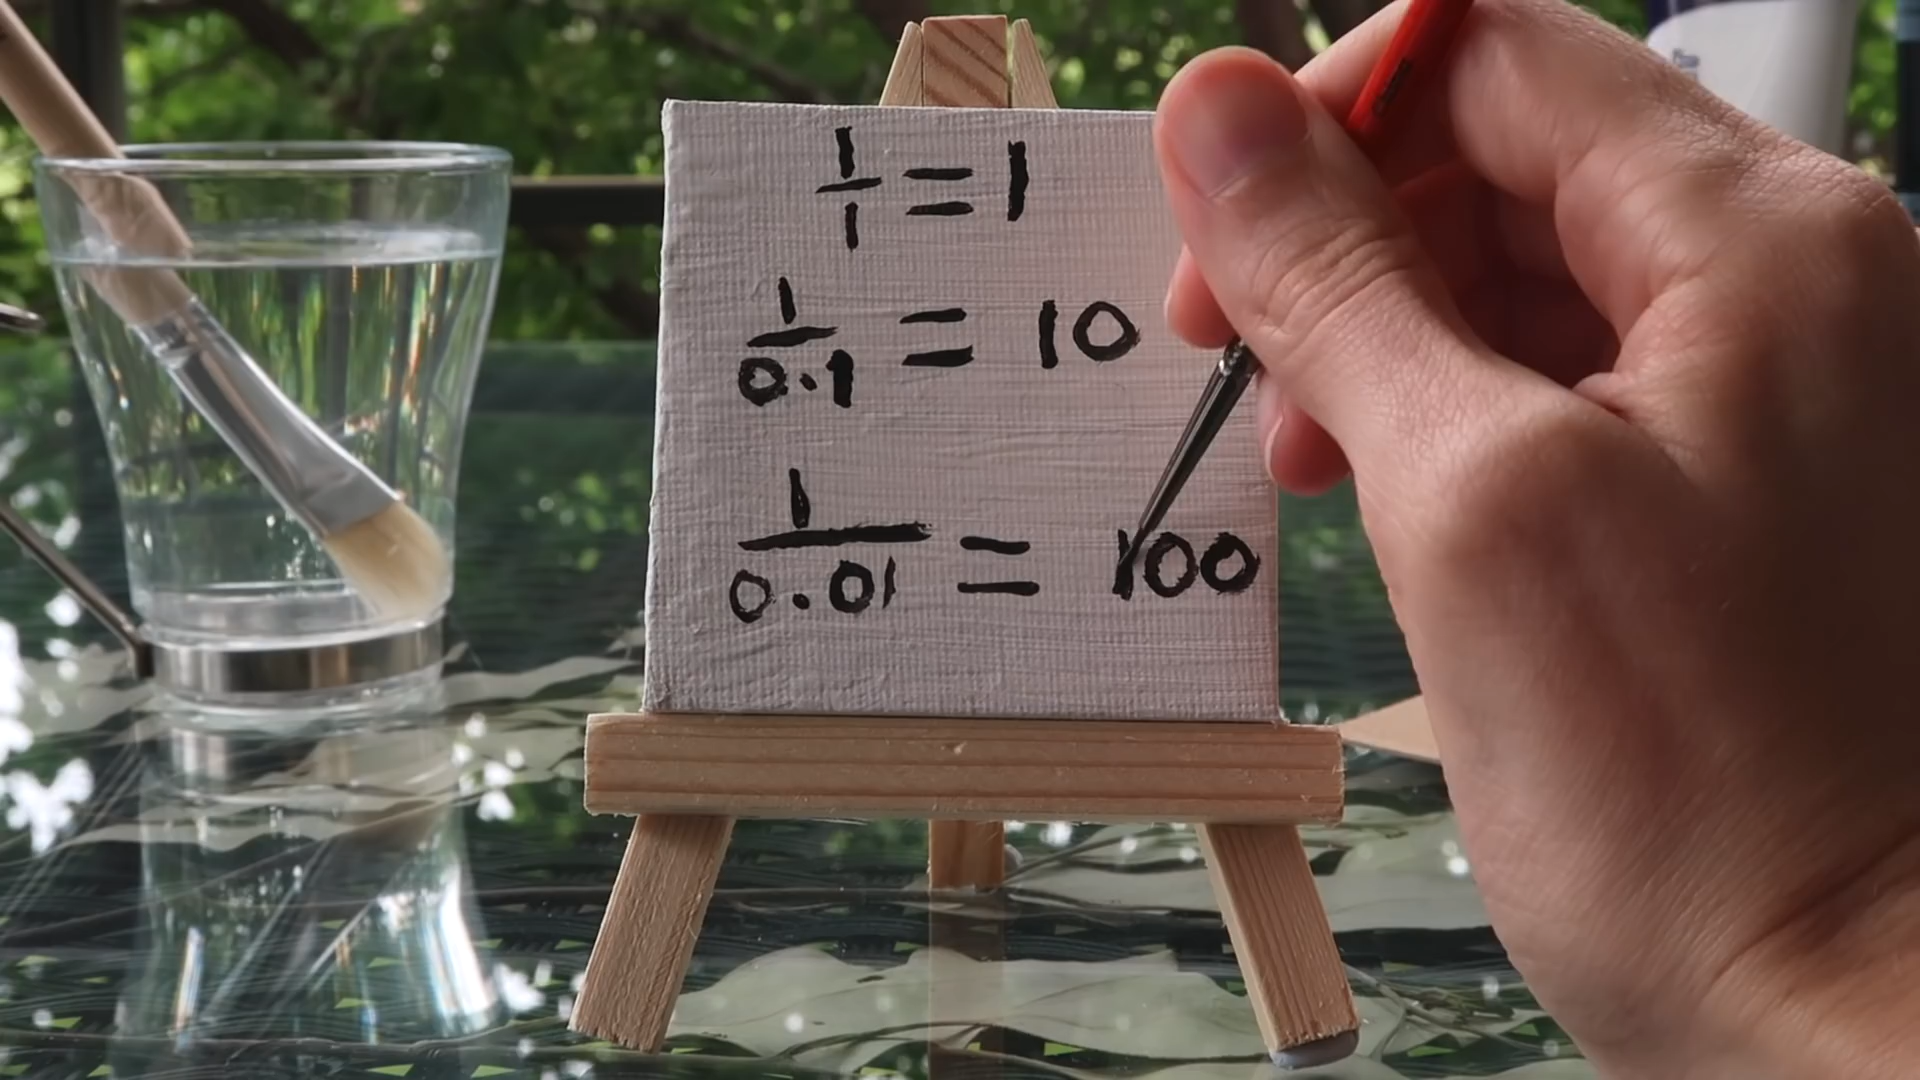 1/1 = 1
1/0.1 = 10
1/0.01 = 100